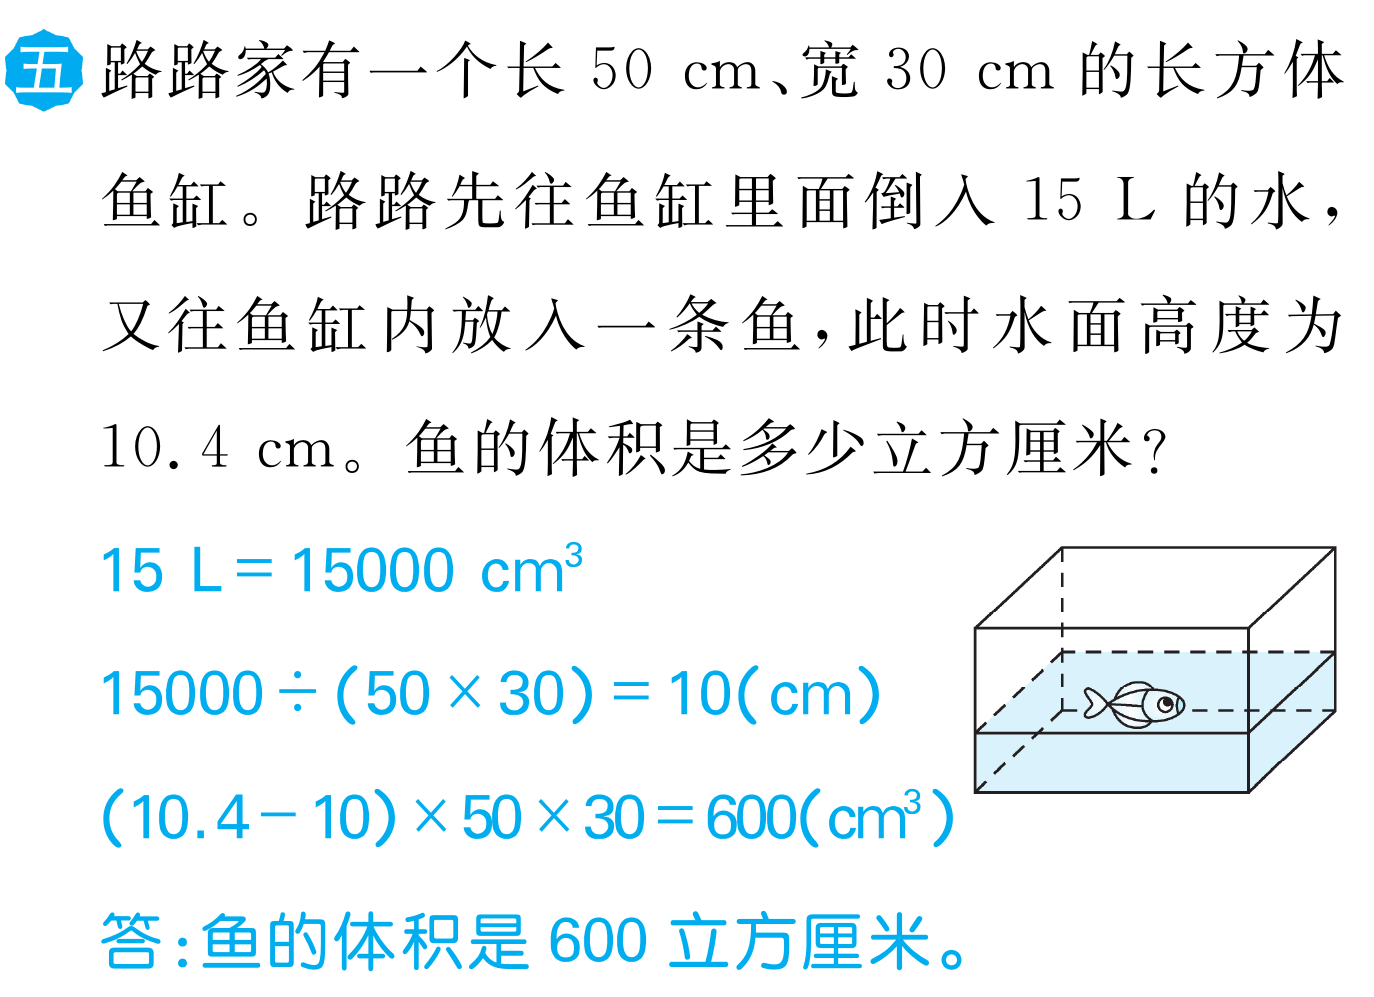 五 路路家有一个长 50 cm、宽 30 cm 的长方体
鱼缸。路路先往鱼缸里面倒入 15 L 的水，
又往鱼缸内放入一条鱼，此时水面高度为
10.4 cm。鱼的体积是多少立方厘米？
15 L = 15000 cm³
15000 ÷ (50 × 30) = 10(cm)
(10.4 − 10) × 50 × 30 = 600(cm³)
答：鱼的体积是 600 立方厘米。